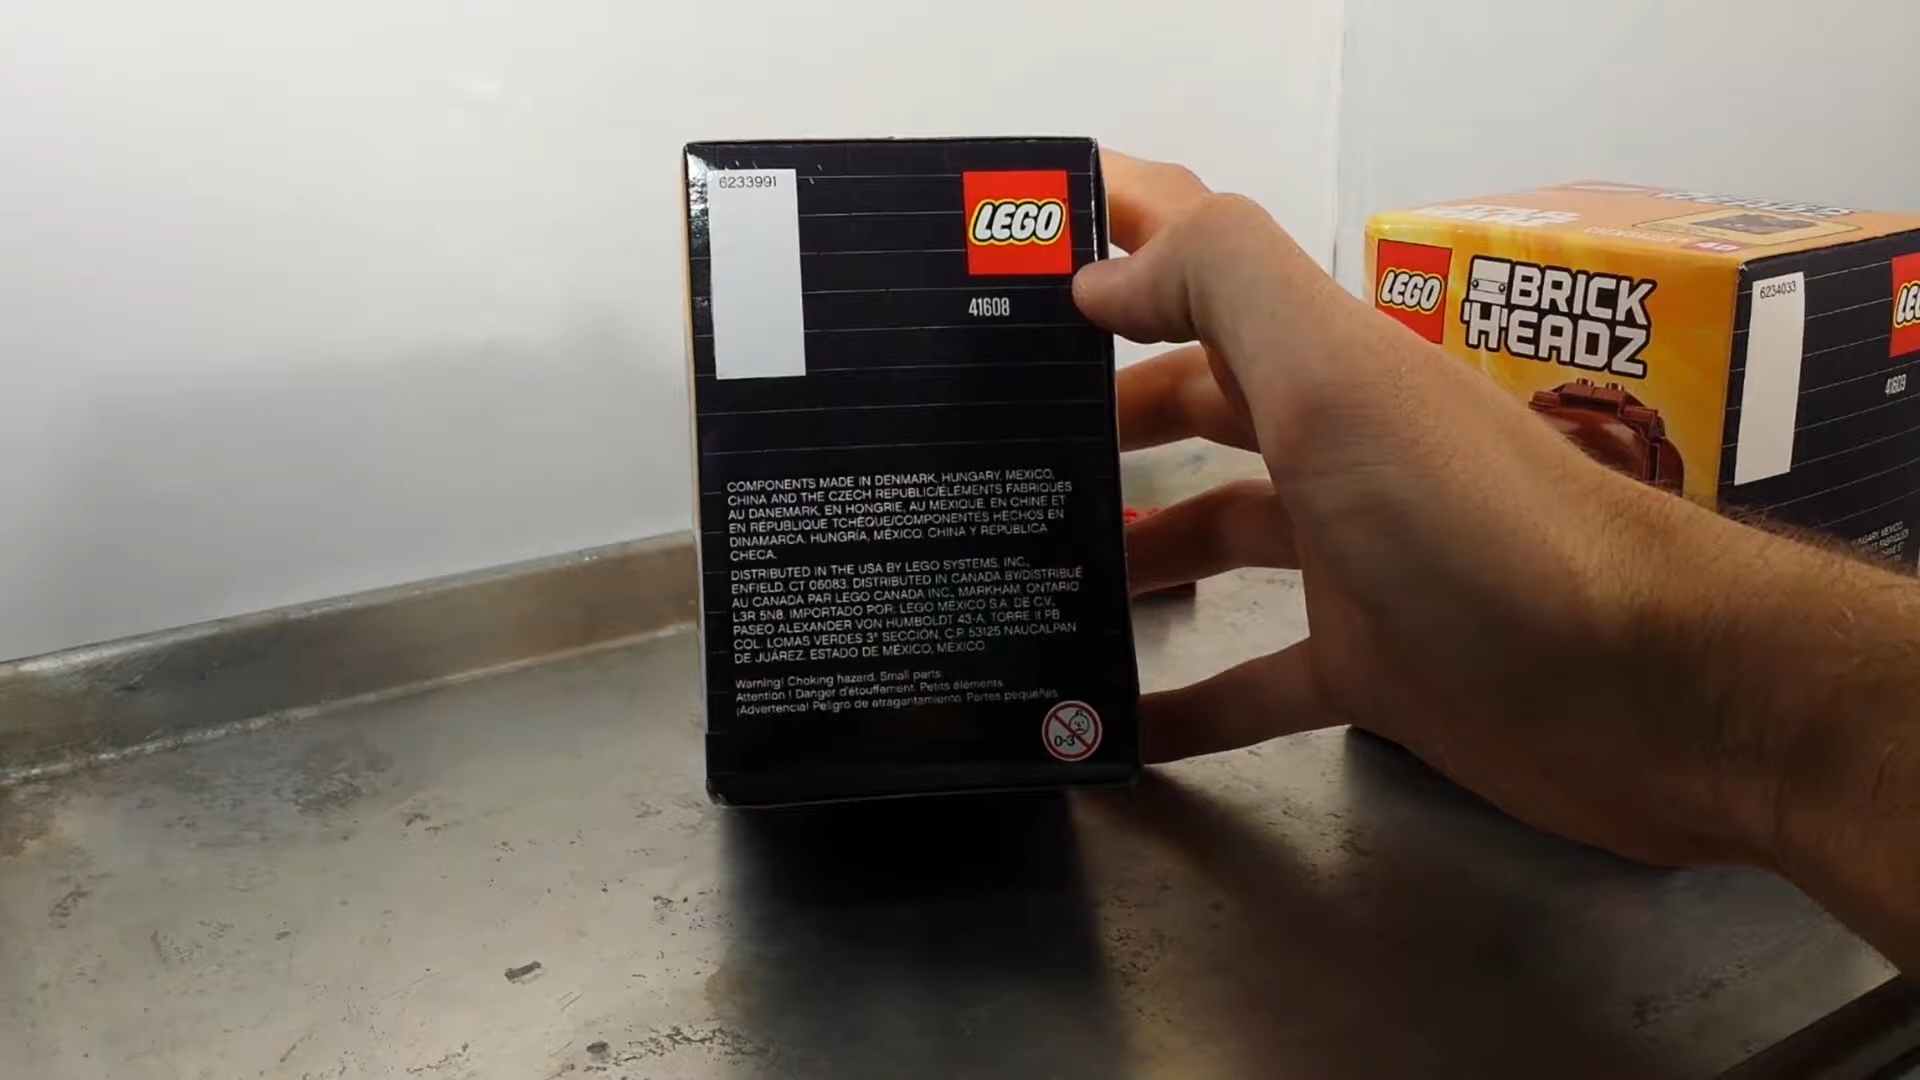 6233991
LEGO
41608
COMPONENTS MADE IN DENMARK, HUNGARY, MEXICO,
CHINA AND THE CZECH REPUBLIC/ÉLÉMENTS FABRIQUÉS
AU DANEMARK, EN HONGRIE, AU MEXIQUE, EN CHINE ET
EN RÉPUBLIQUE TCHÈQUE/COMPONENTES HECHOS EN
DINAMARCA, HUNGRÍA, MÉXICO, CHINA Y REPÚBLICA
CHECA.
DISTRIBUTED IN THE USA BY LEGO SYSTEMS, INC.,
ENFIELD, CT 06083. DISTRIBUTED IN CANADA BY/DISTRIBUÉ
AU CANADA PAR LEGO CANADA INC., MARKHAM, ONTARIO
L3R 5N8. IMPORTADO POR: LEGO MÉXICO S.A. DE C.V.,
PASEO ALEXANDER VON HUMBOLDT 43-A, TORRE II PB
COL. LOMAS VERDES 3ª SECCIÓN, C.P. 53125 NAUCALPAN
DE JUÁREZ, ESTADO DE MÉXICO, MÉXICO
Warning! Choking hazard. Small parts.
Attention ! Danger d'étouffement. Petits éléments.
¡Advertencia! Peligro de atragantamiento. Partes pequeñas.
0-3
LEGO
BRICK
'H'EADZ
6234033
41609